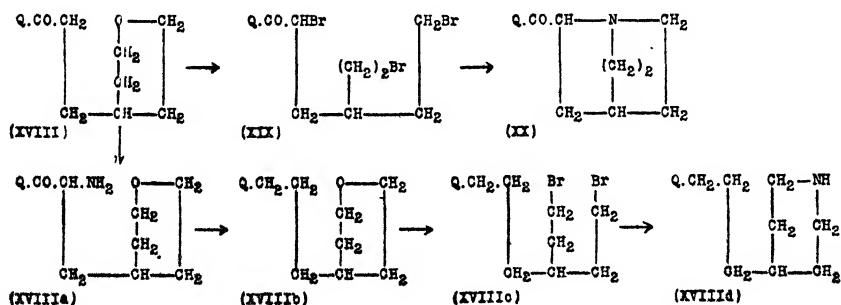 Q.CO.CH₂ O CH₂ Q.CO.CHBr CH₂Br Q.CO.CH N CH₂
CH₂ (CH₂)₂Br (CH₂)₂
CH₂
CH₂ CH CH₂ CH₂ CH CH₂ CH₂ CH CH₂
(XVIII) (XIX) (XX)
Q.CO.CH.NH₂ O CH₂ Q.CH₂.CH₂ O CH₂ Q.CH₂.CH₂ Br Br Q.CH₂.CH₂ CH₂ NH
CH₂ CH₂ CH₂ CH₂
CH₂ CH₂ CH₂ CH₂ CH₂
CH₂ CH CH₂ CH₂ CH CH₂ CH₂ CH CH₂ CH₂ CH CH₂
(XVIIIa) (XVIIIb) (XVIIIc) (XVIIId)